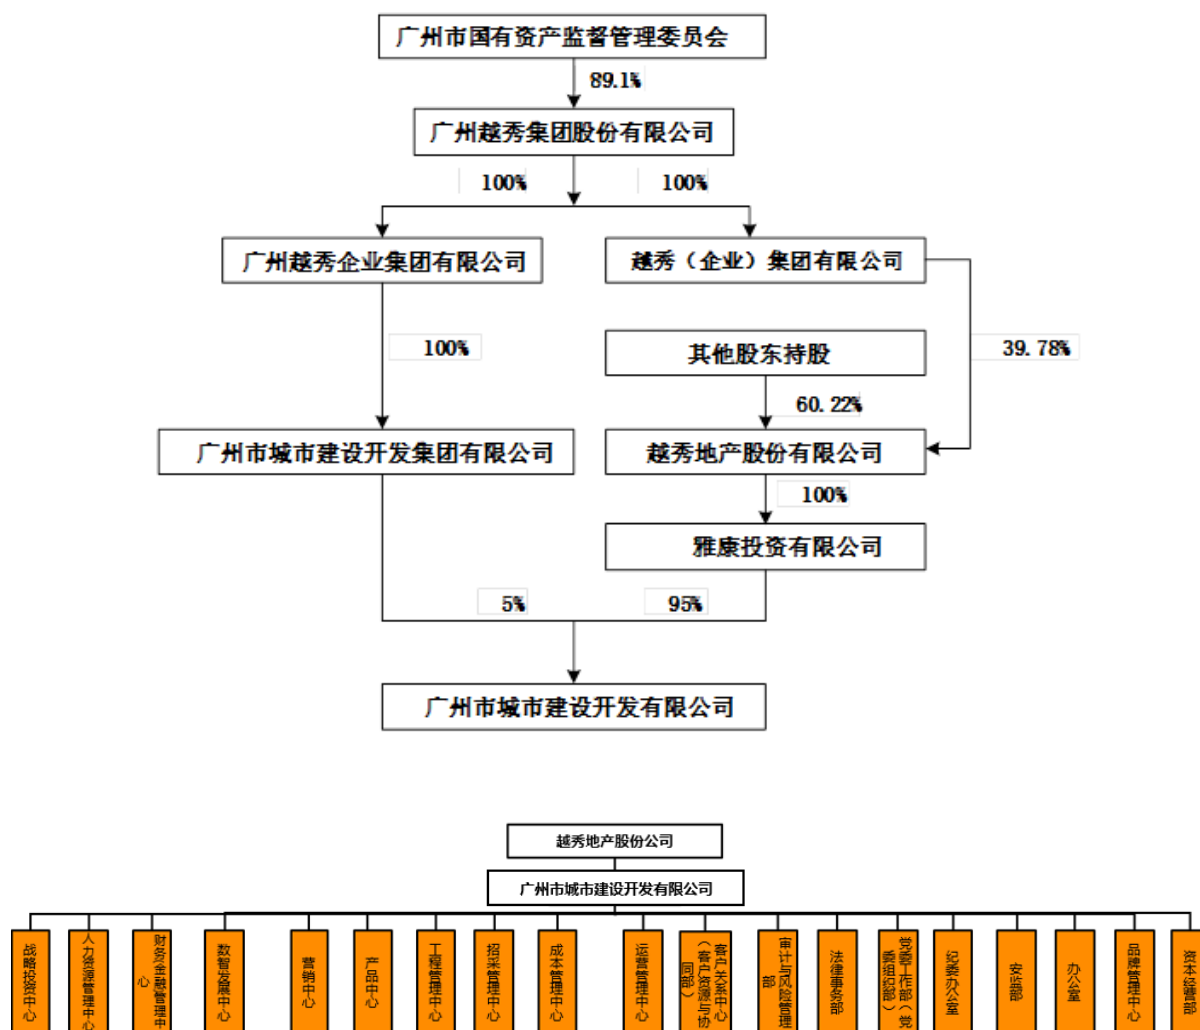 广州市国有资产监督管理委员会
89.1%
广州越秀集团股份有限公司
100%
100%
广州越秀企业集团有限公司
越秀（企业）集团有限公司
100%
其他股东持股
39.78%
60.22%
广州市城市建设开发集团有限公司
越秀地产股份有限公司
100%
雅康投资有限公司
5%
95%
广州市城市建设开发有限公司
越秀地产股份公司
广州市城市建设开发有限公司
战略投资中心
人力资源管理中心
财务金融管理中
心
数智发展中心
营销中心
产品中心
工程管理中心
招采管理中心
成本管理中心
运营管理中心
客户关系中心
（客户资源与协
同部）
审计与风险管理
部
法律事务部
党委工作部（党
委组织部）
纪委办公室
安监部
办公室
品牌管理中心
资本经营部